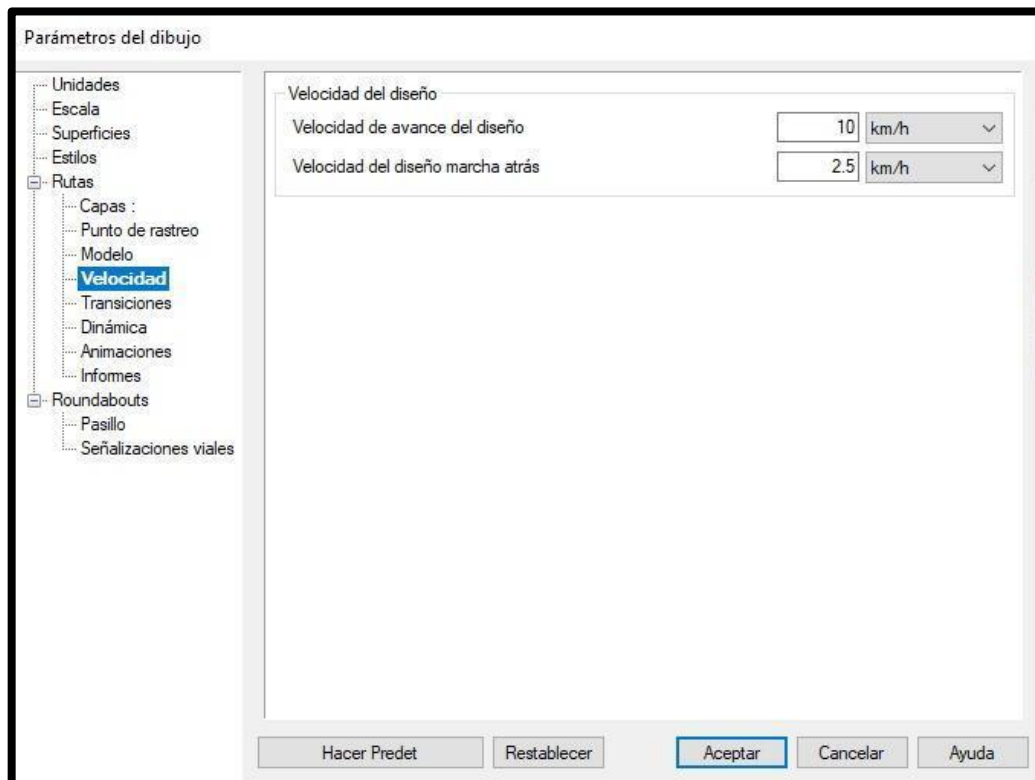 Parámetros del dibujo
Unidades
Escala
Superficies
Estilos
Rutas
Capas :
Punto de rastreo
Modelo
Velocidad
Transiciones
Dinámica
Animaciones
Informes
Roundabouts
Pasillo
Señalizaciones viales
Velocidad del diseño
Velocidad de avance del diseño 10 km/h
Velocidad del diseño marcha atrás 2.5 km/h
Hacer Predet Restablecer Aceptar Cancelar Ayuda